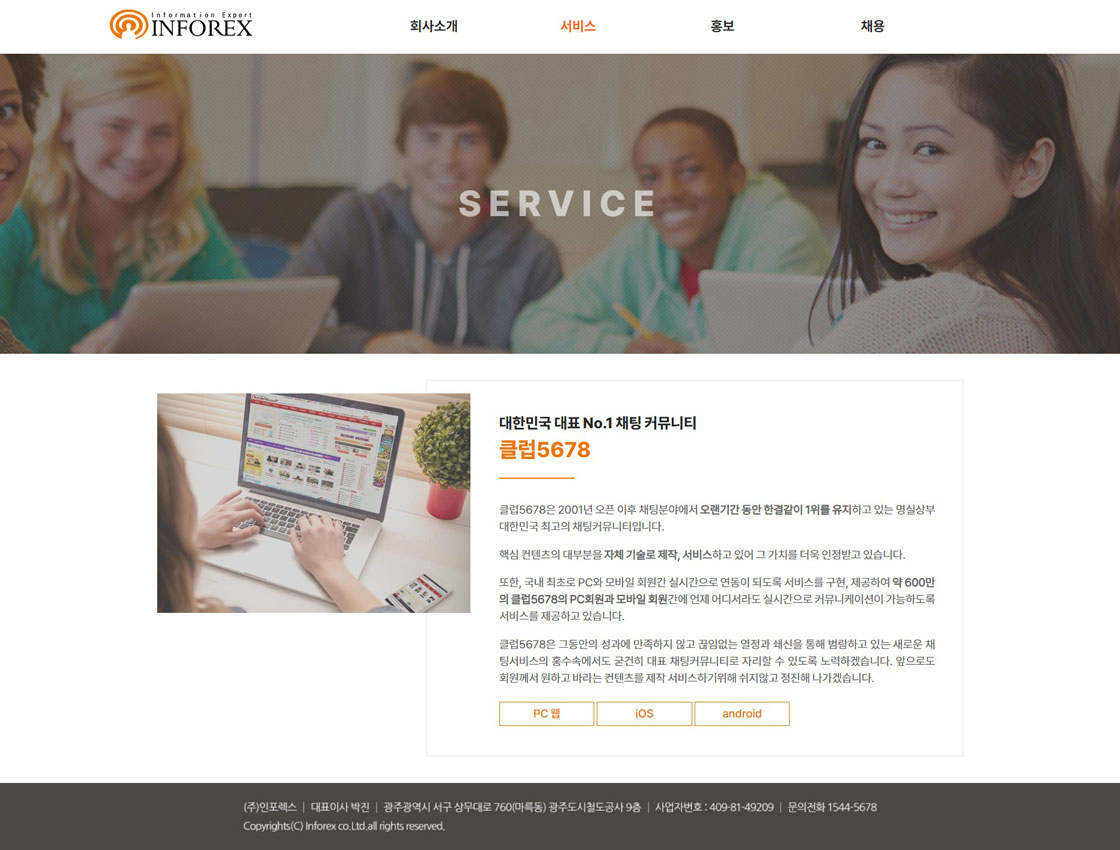 Information Expert
INFOREX
회사소개 서비스 홍보 채용
SERVICE
대한민국 대표 No.1 채팅 커뮤니티
클럽5678
클럽5678은 2001년 오픈 이후 채팅분야에서 오랜기간 동안 한결같이 1위를 유지하고 있는 명실상부
대한민국 최고의 채팅커뮤니티입니다.
핵심 컨텐츠의 대부분을 자체 기술로 제작, 서비스하고 있어 그 가치를 더욱 인정받고 있습니다.
또한, 국내 최초로 PC와 모바일 회원간 실시간으로 연동이 되도록 서비스를 구현, 제공하여 약 600만
의 클럽5678의 PC회원과 모바일 회원간에 언제 어디서라도 실시간으로 커뮤니케이션이 가능하도록
서비스를 제공하고 있습니다.
클럽5678은 그동안의 성과에 만족하지 않고 끊임없는 열정과 쇄신을 통해 범람하고 있는 새로운 채
팅서비스의 홍수속에서도 굳건히 대표 채팅커뮤니티로 자리할 수 있도록 노력하겠습니다. 앞으로도
회원께서 원하고 바라는 컨텐츠를 제작 서비스하기위해 쉬지않고 정진해 나가겠습니다.
PC 웹 iOS android
(주)인포렉스 | 대표이사 박진 | 광주광역시 서구 상무대로 760(마륵동) 광주도시철도공사 9층 | 사업자번호 : 409-81-49209 | 문의전화 1544-5678
Copyrights(C) Inforex co.Ltd.all rights reserved.